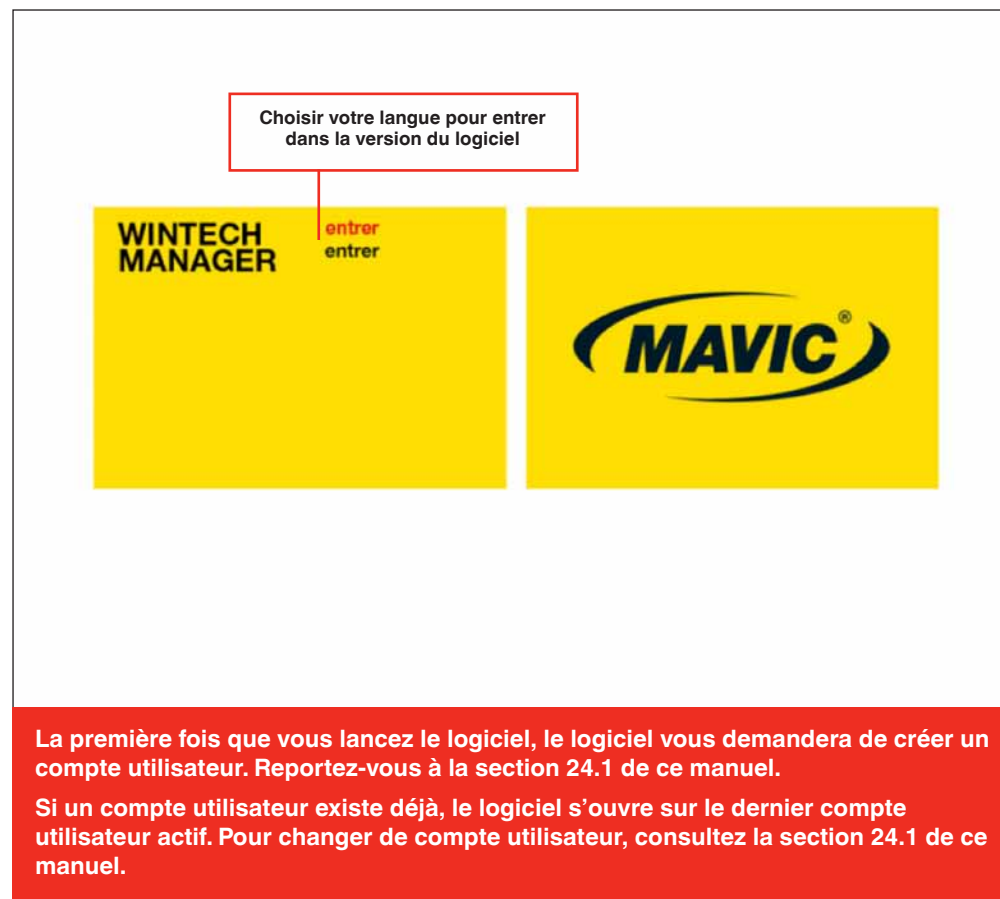 Choisir votre langue pour entrer
dans la version du logiciel
WINTECH
MANAGER
entrer
entrer
MAVIC®
La première fois que vous lancez le logiciel, le logiciel vous demandera de créer un
compte utilisateur. Reportez-vous à la section 24.1 de ce manuel.
Si un compte utilisateur existe déjà, le logiciel s’ouvre sur le dernier compte
utilisateur actif. Pour changer de compte utilisateur, consultez la section 24.1 de ce
manuel.